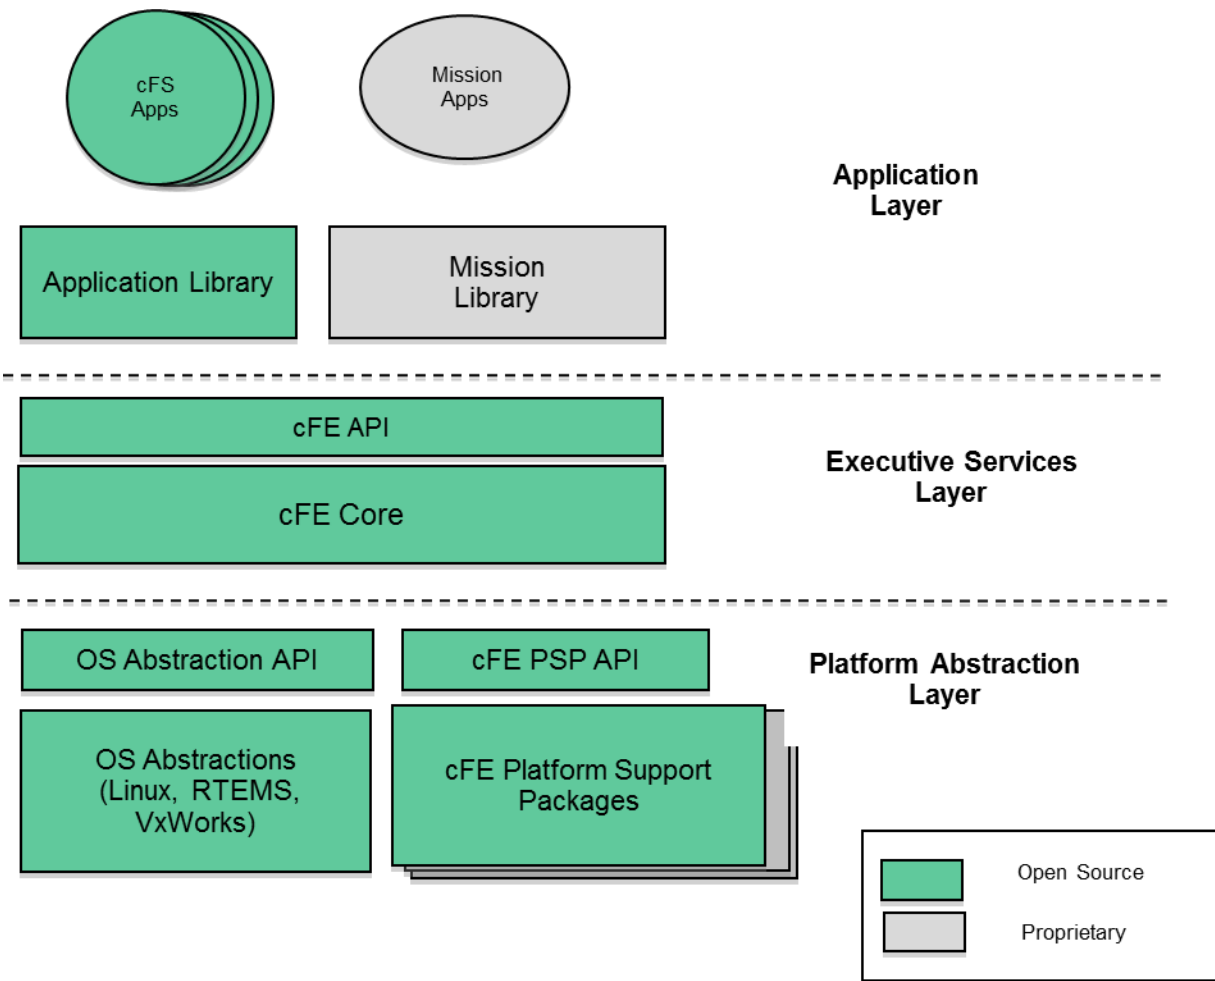 cFS
Apps
Mission
Apps
Application
Layer
Application Library
Mission
Library
cFE API
cFE Core
Executive Services
Layer
OS Abstraction API
cFE PSP API
Platform Abstraction
Layer
OS Abstractions
(Linux, RTEMS,
VxWorks)
cFE Platform Support
Packages
Open Source
Proprietary